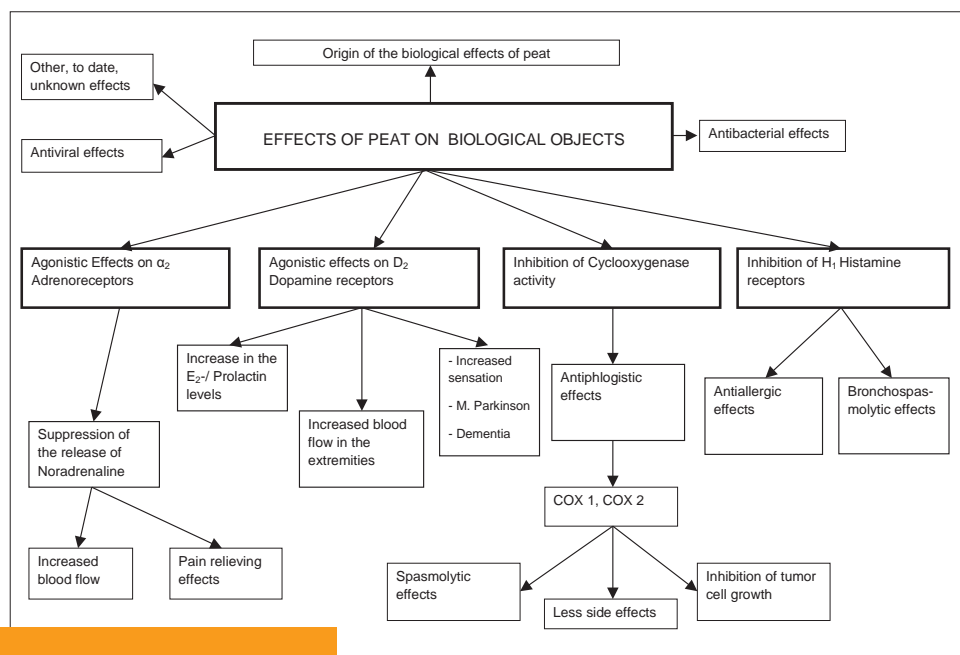 Origin of the biological effects of peat
Other, to date,
unknown effects
EFFECTS OF PEAT ON BIOLOGICAL OBJECTS
Antibacterial effects
Antiviral effects
Agonistic Effects on α₂
Adrenoreceptors
Agonistic effects on D₂
Dopamine receptors
Inhibition of Cyclooxygenase
activity
Inhibition of H₁ Histamine
receptors
Increase in the
E₂-/ Prolactin
levels
Increased blood
flow in the
extremities
- Increased
sensation
- M. Parkinson
- Dementia
Antiphlogistic
effects
Antiallergic
effects
Bronchospas-
molytic effects
Suppression of
the release of
Noradrenaline
COX 1, COX 2
Increased
blood flow
Pain relieving
effects
Spasmolytic
effects
Less side effects
Inhibition of tumor
cell growth